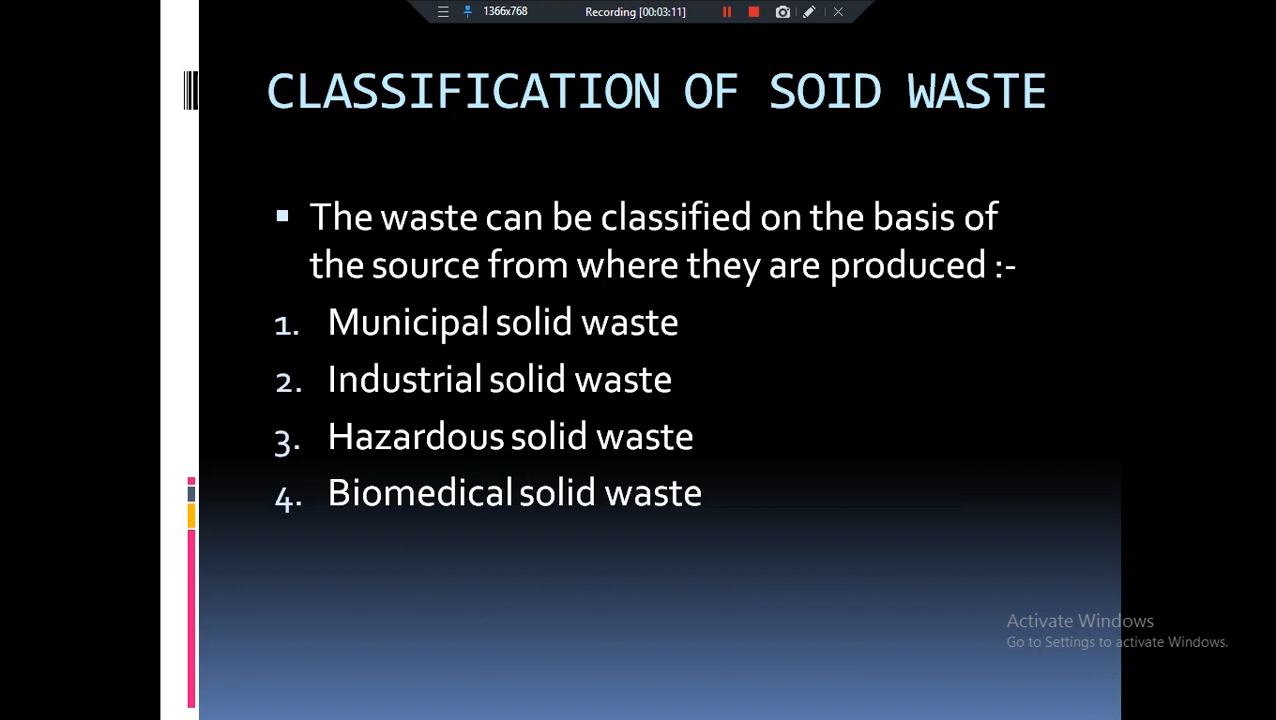 1366x768 Recording [00:03:11]
CLASSIFICATION OF SOID WASTE
▪ The waste can be classified on the basis of
the source from where they are produced :-
1. Municipal solid waste
2. Industrial solid waste
3. Hazardous solid waste
4. Biomedical solid waste
Activate Windows
Go to Settings to activate Windows.